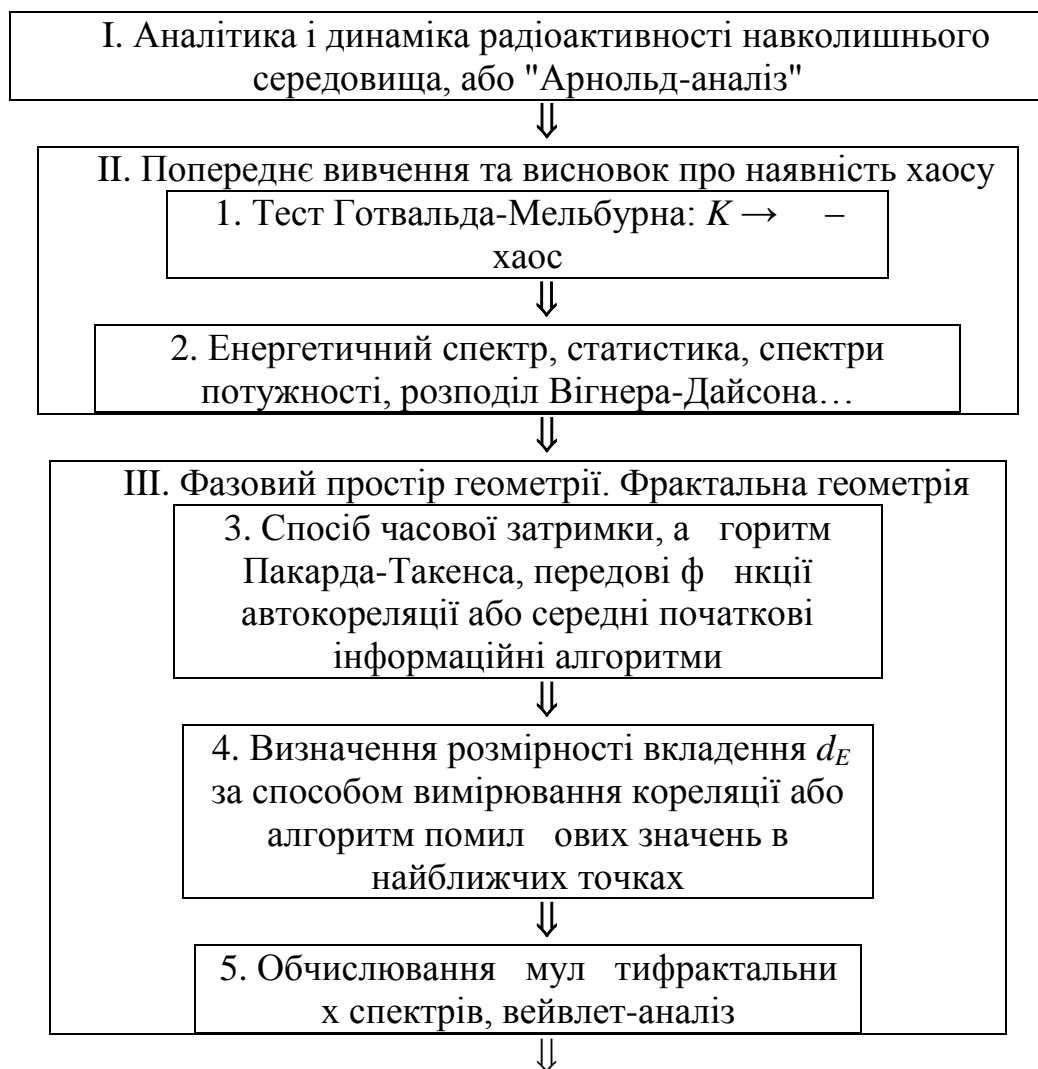 І. Аналітика і динаміка радіоактивності навколишнього
середовища, або "Арнольд-аналіз"
⇓
ІІ. Попереднє вивчення та висновок про наявність хаосу
1. Тест Готвальда-Мельбурна: K →   –
хаос
⇓
2. Енергетичний спектр, статистика, спектри
потужності, розподіл Вігнера-Дайсона…
⇓
ІІІ. Фазовий простір геометрії. Фрактальна геометрія
3. Спосіб часової затримки, а горитм
Пакарда-Такенса, передові ф нкції
автокореляції або середні початкові
інформаційні алгоритми
⇓
4. Визначення розмірності вкладення dE
за способом вимірювання кореляції або
алгоритм помил ових значень в
найближчих точках
⇓
5. Обчислювання мул тифрактальни
х спектрів, вейвлет-аналіз
⇓